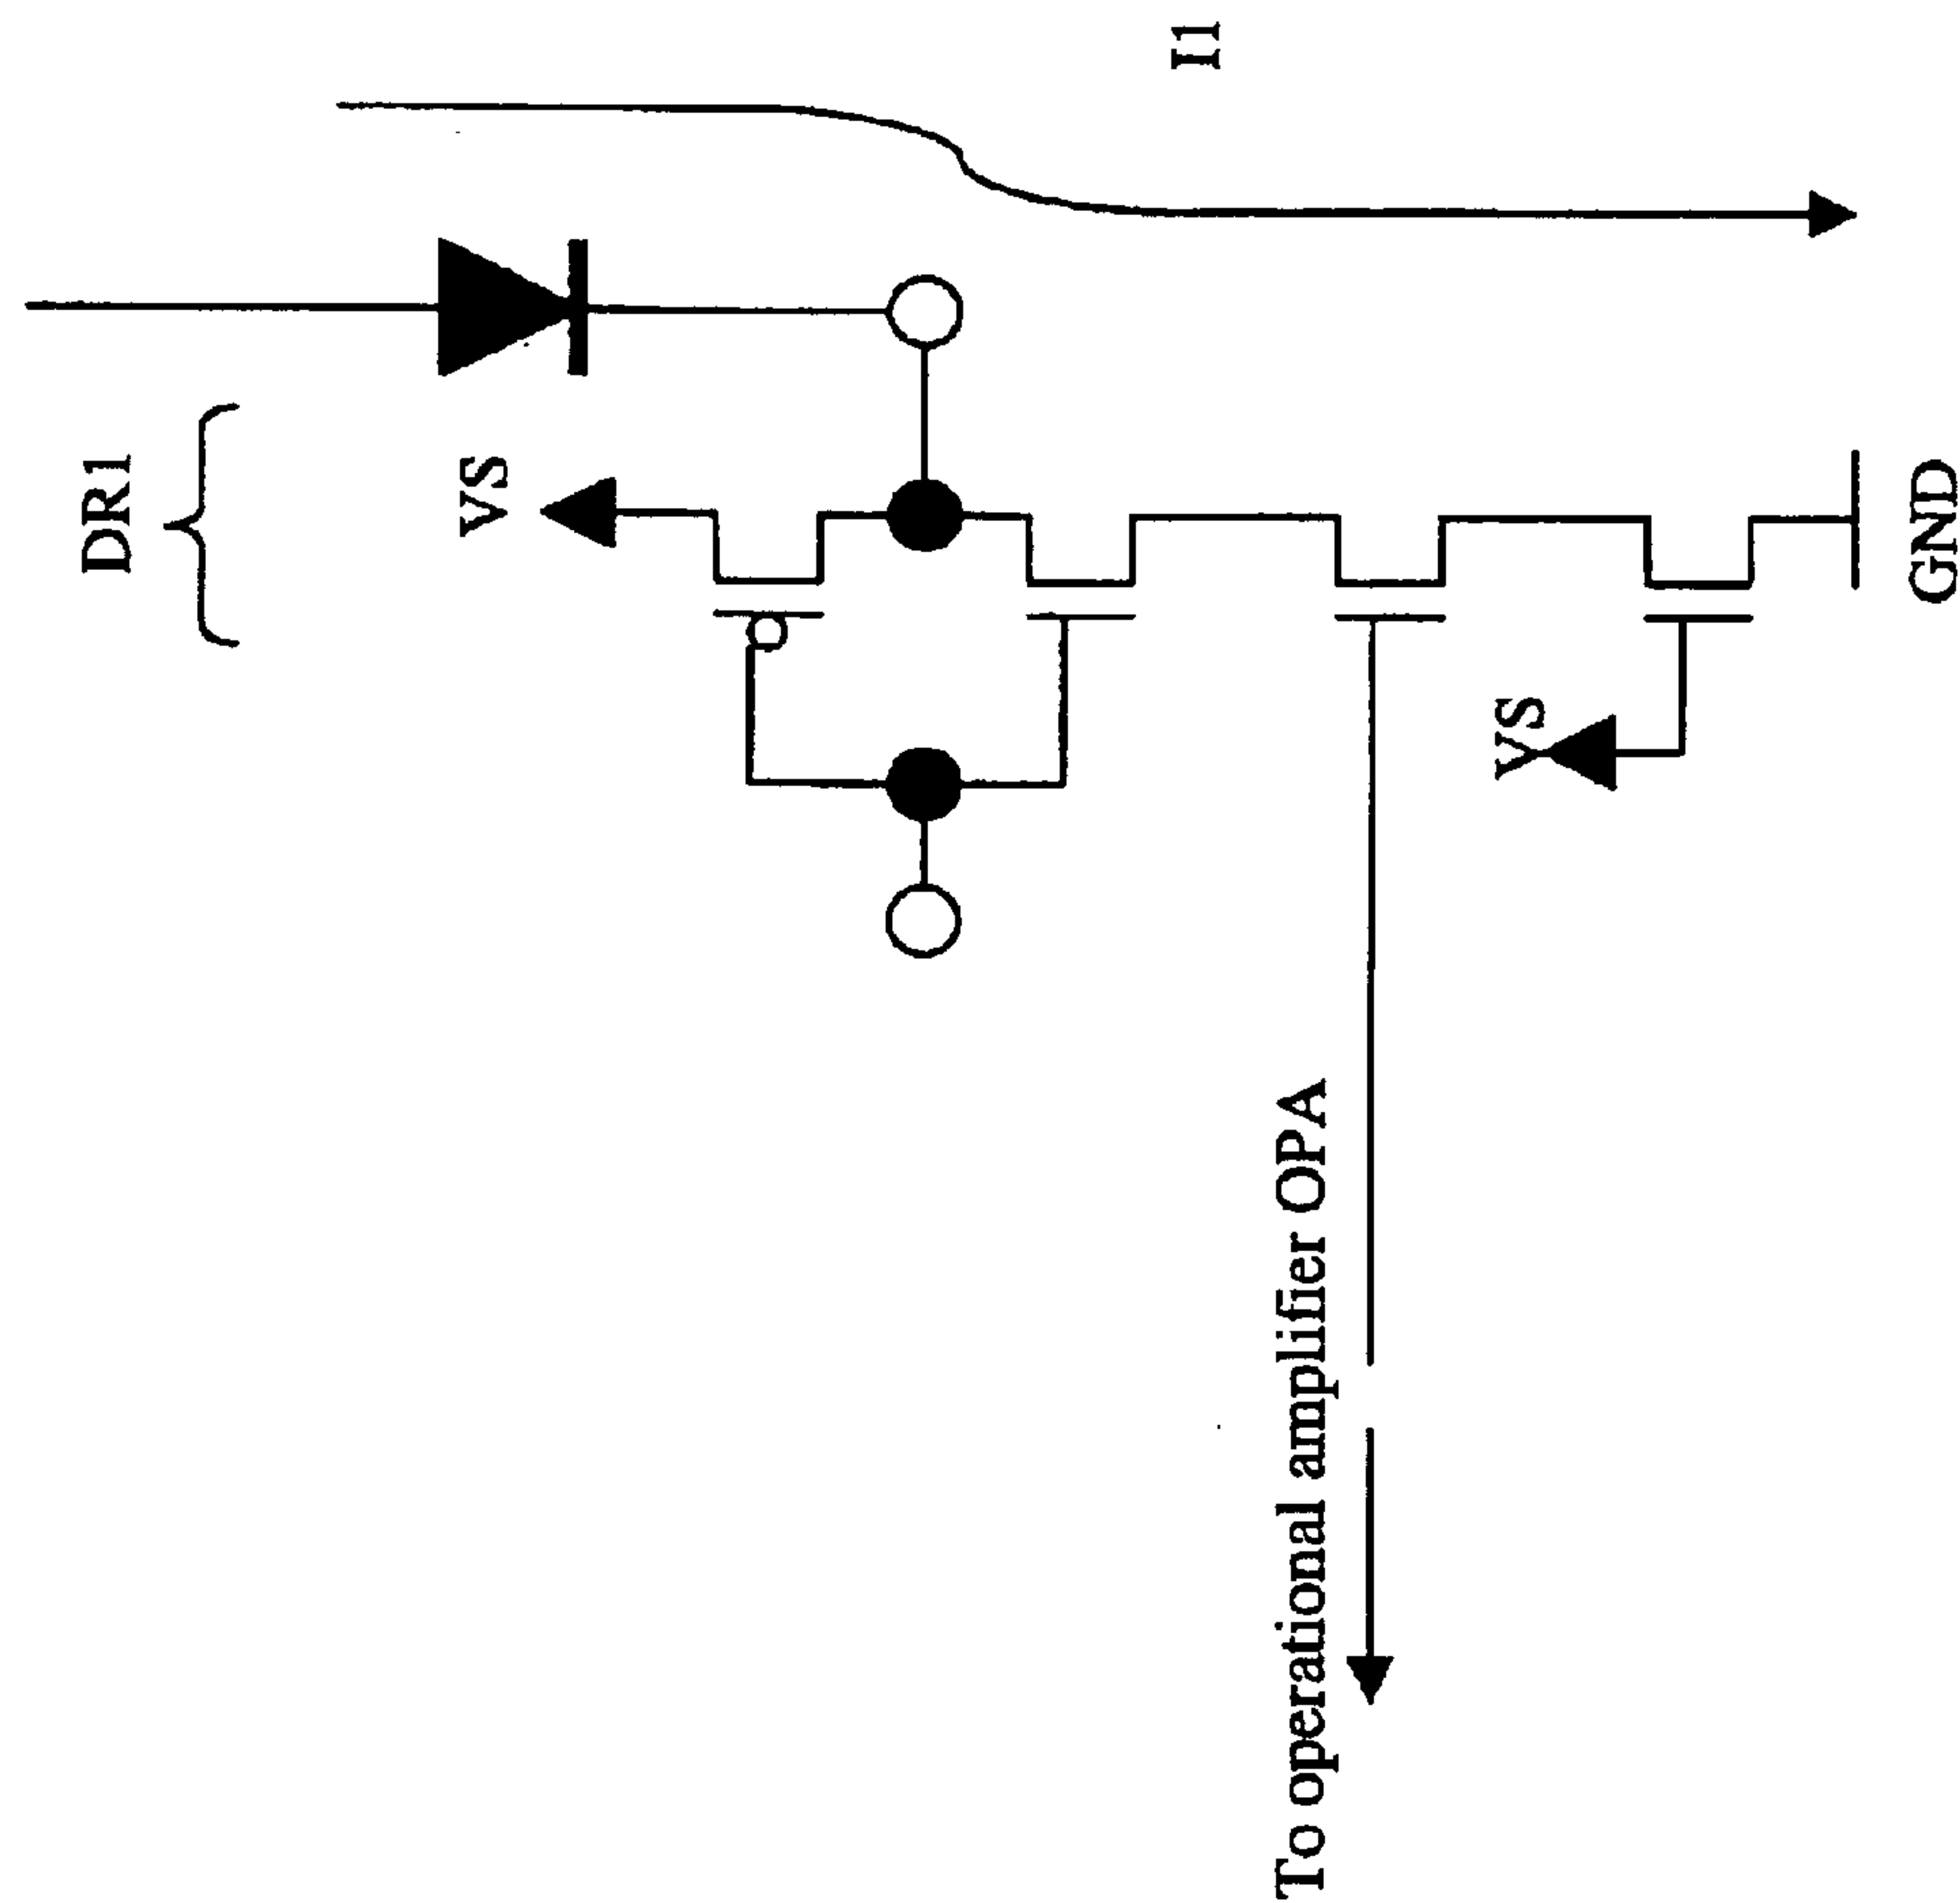 DR1
I1
VS
VS
GND
To operational amplifier OPA